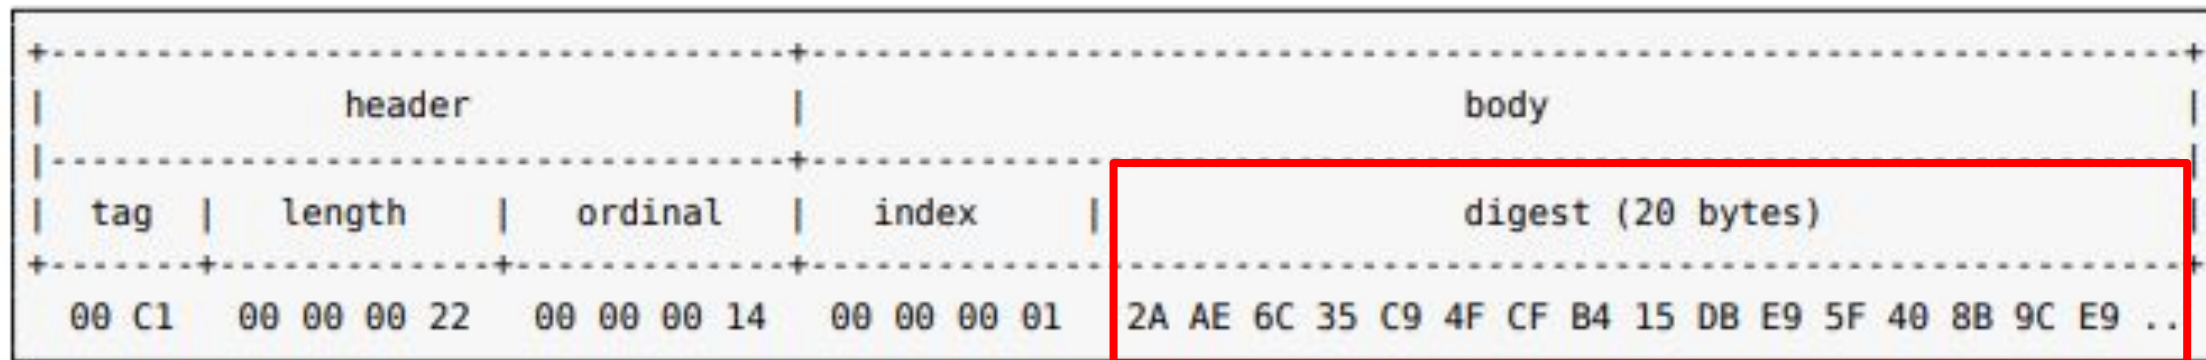 +----------------------------------+----------------------------------------------------------------+
| header | body |
|----------------------------------+----------------------------------------------------------------|
| tag | length | ordinal | index | digest (20 bytes) |
+-------+-------------+-------------+----------------------------------------------------------------+
00 C1 00 00 00 22 00 00 00 14 00 00 00 01 2A AE 6C 35 C9 4F CF B4 15 DB E9 5F 40 8B 9C E9 ..